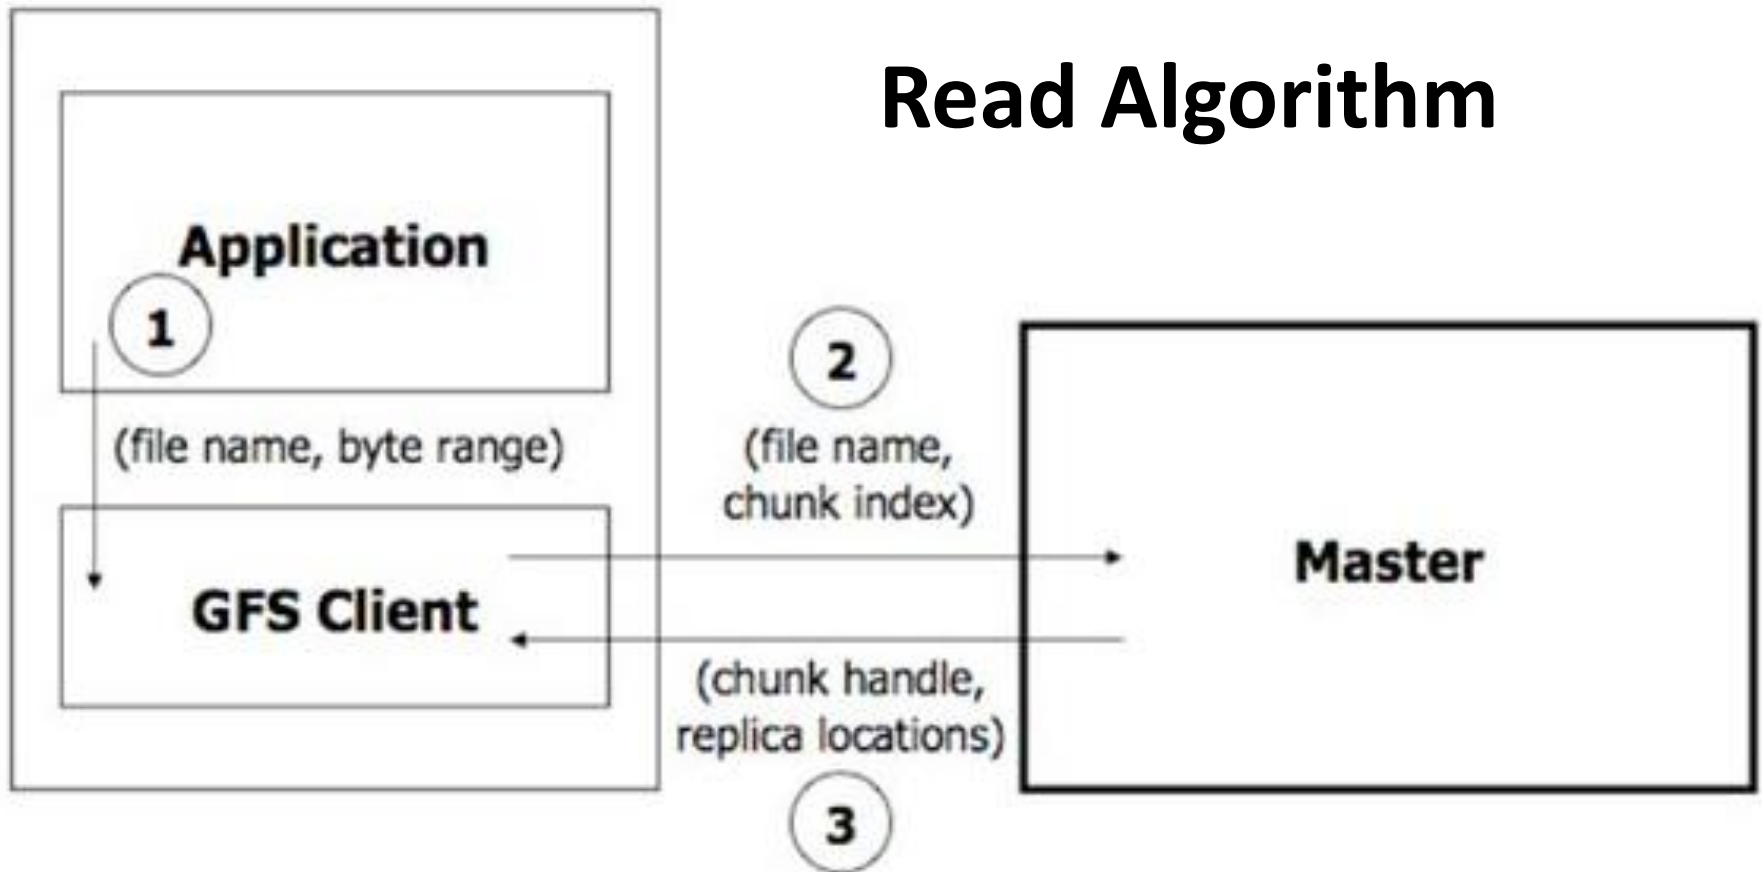 Read Algorithm
Application
1
(file name, byte range)
GFS Client
2
(file name,
chunk index)
Master
(chunk handle,
replica locations)
3